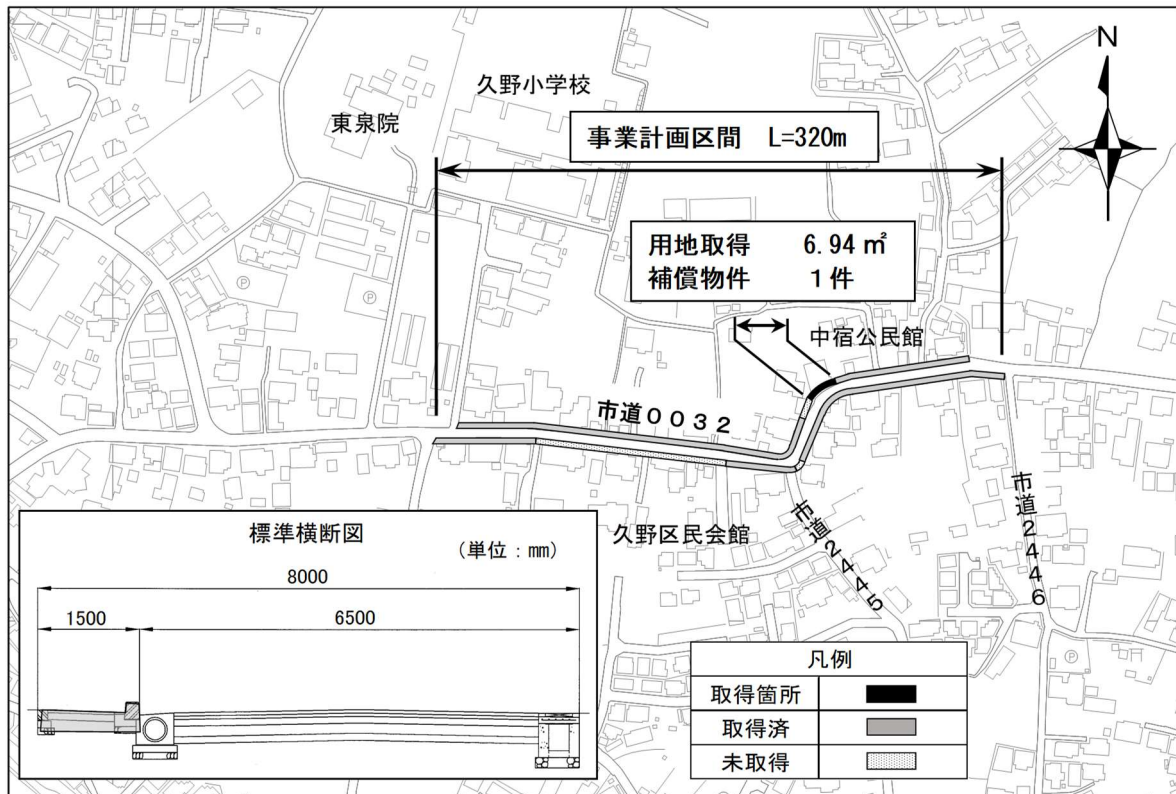 N
久野小学校
東泉院
事業計画区間 L=320m
用地取得 6.94㎡
補償物件 1件
中宿公民館
市道0032
久野区民会館
市道2445
市道2446
Ⓟ
Ⓟ
Ⓟ
標準横断図
(単位:mm)
8000
1500
6500
凡例
取得箇所
取得済
未取得